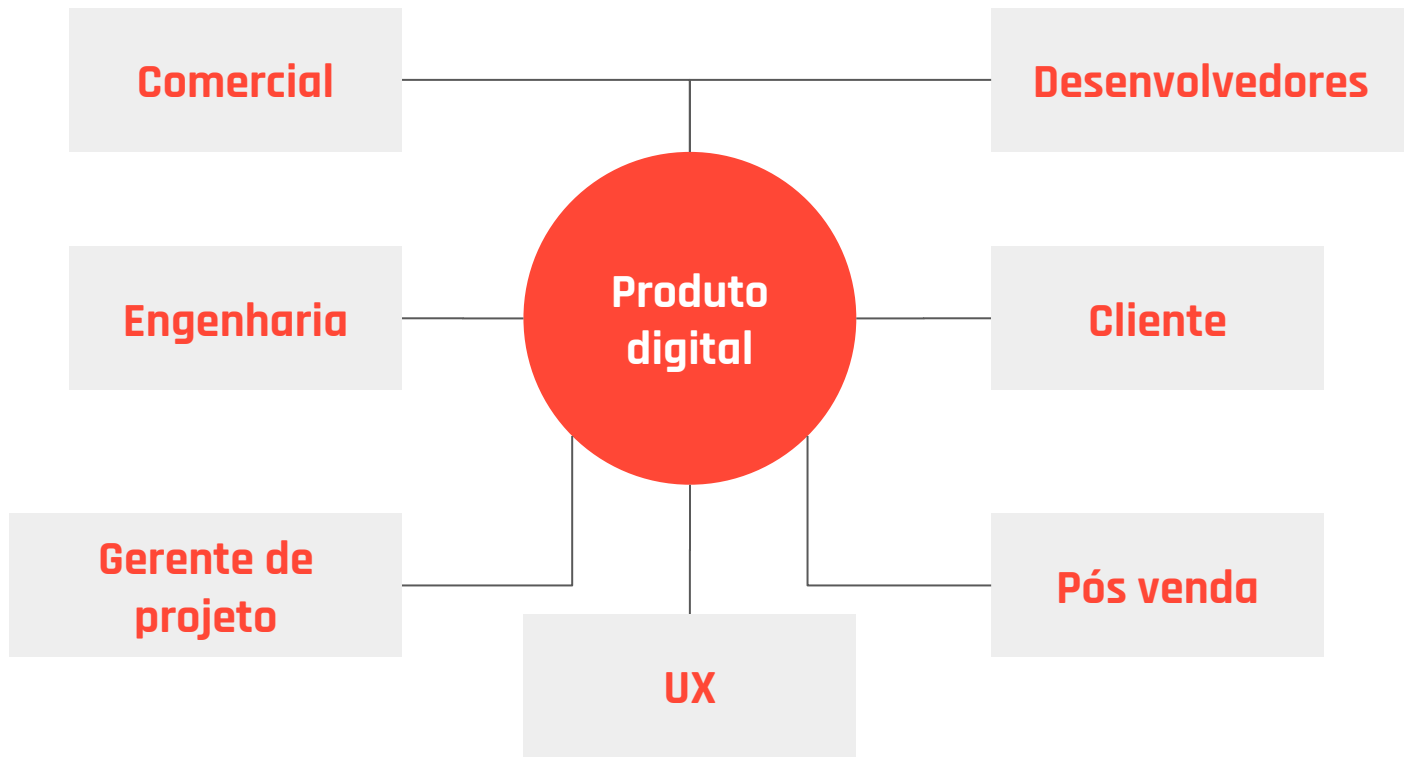 Comercial
Desenvolvedores
Produto
digital
Engenharia
Cliente
Gerente de
projeto
Pós venda
UX